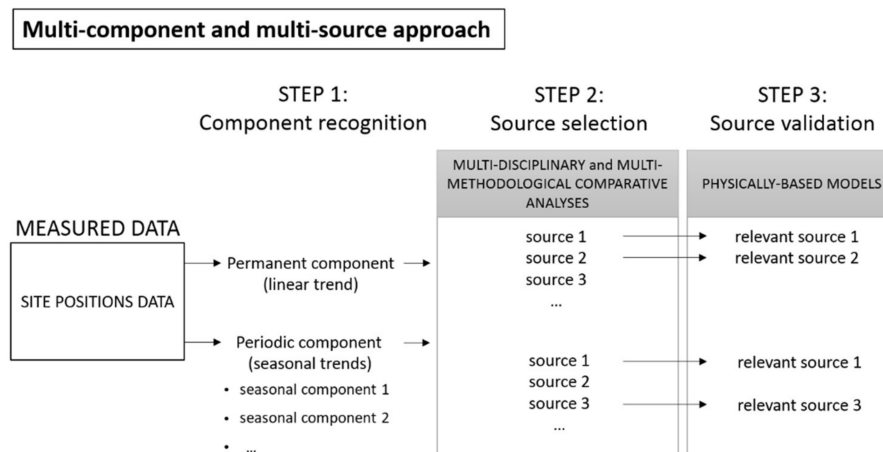 Multi-component and multi-source approach
STEP 1:
Component recognition
STEP 2:
Source selection
STEP 3:
Source validation
MULTI-DISCIPLINARY and MULTI-
METHODOLOGICAL COMPARATIVE
ANALYSES
PHYSICALLY-BASED MODELS
MEASURED DATA
SITE POSITIONS DATA
Permanent component
(linear trend)
source 1
source 2
source 3
...
relevant source 1
relevant source 2
Periodic component
(seasonal trends)
• seasonal component 1
• seasonal component 2
• ...
source 1
source 2
source 3
...
relevant source 1
relevant source 3